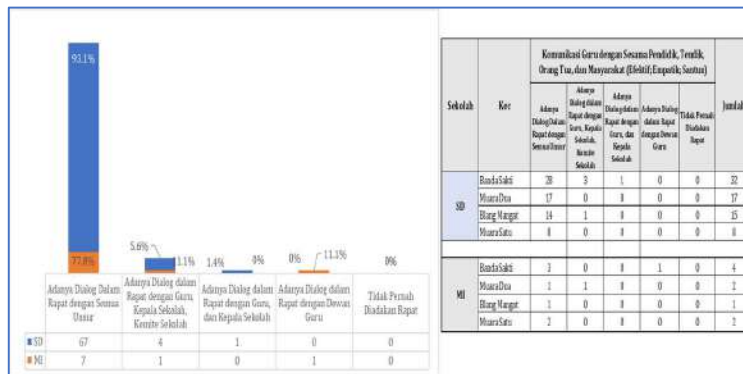 93.1%
77.8%
5.6%
11.1%
1.4%
0%
0%
11.1%
0%
Adanya Dialog Dalam Rapat dengan Semua Unsur
Adanya Dialog dalam Rapat dengan Guru, Kepala Sekolah, Komite Sekolah
Adanya Dialog dalam Rapat dengan Guru, dan Kepala Sekolah
Adanya Dialog dalam Rapat dengan Dewan Guru
Tidak Pernah Diadakan Rapat
SD 67 4 1 0 0
MI 7 1 0 1 0
Komunikasi Guru dengan Sesama Pendidik, Tendik,
Orang Tua, dan Masyarakat (Efektif; Empatik; Santun)
Sekolah
Kec
Adanya Dialog Dalam Rapat dengan Semua Unsur
Adanya Dialog dalam Rapat dengan Guru, Kepala Sekolah, Komite Sekolah
Adanya Dialog dalam Rapat dengan Guru, dan Kepala Sekolah
Adanya Dialog dalam Rapat dengan Dewan Guru
Tidak Pernah Diadakan Rapat
Jumlah
SD
Banda Sakti 28 3 1 0 0 32
Muara Dua 17 0 0 0 0 17
Blang Mangat 14 1 0 0 0 15
Muara Satu 8 0 0 0 0 8
MI
Banda Sakti 3 0 0 1 0 4
Muara Dua 1 1 0 0 0 2
Blang Mangat 1 0 0 0 0 1
Muara Satu 2 0 0 0 0 2